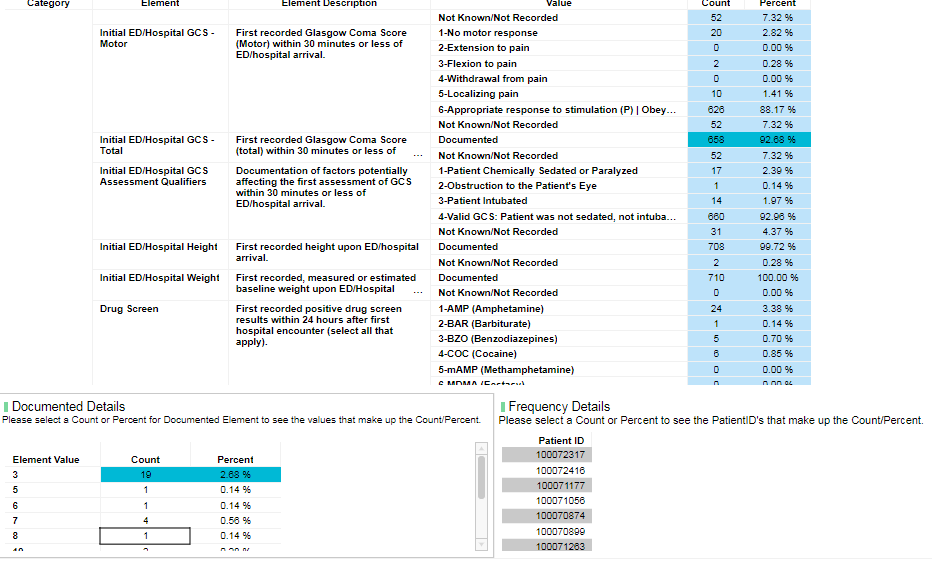 Category Element Element Description Value Count Percent
Not Known/Not Recorded 52 7.32 %
Initial ED/Hospital GCS - First recorded Glasgow Coma Score 1-No motor response 20 2.82 %
Motor (Motor) within 30 minutes or less of 2-Extension to pain 0 0.00 %
ED/hospital arrival. 3-Flexion to pain 2 0.28 %
4-Withdrawal from pain 0 0.00 %
5-Localizing pain 10 1.41 %
6-Appropriate response to stimulation (P) | Obey... 626 88.17 %
Not Known/Not Recorded 52 7.32 %
Initial ED/Hospital GCS - First recorded Glasgow Coma Score Documented 658 92.68 %
Total (total) within 30 minutes or less of ... Not Known/Not Recorded 52 7.32 %
Initial ED/Hospital GCS Documentation of factors potentially 1-Patient Chemically Sedated or Paralyzed 17 2.39 %
Assessment Qualifiers affecting the first assessment of GCS 2-Obstruction to the Patient's Eye 1 0.14 %
within 30 minutes or less of 3-Patient Intubated 14 1.97 %
ED/hospital arrival. 4-Valid GCS: Patient was not sedated, not intuba... 660 92.96 %
Not Known/Not Recorded 31 4.37 %
Initial ED/Hospital Height First recorded height upon ED/hospital Documented 708 99.72 %
arrival. Not Known/Not Recorded 2 0.28 %
Initial ED/Hospital Weight First recorded, measured or estimated Documented 710 100.00 %
baseline weight upon ED/Hospital ... Not Known/Not Recorded 0 0.00 %
Drug Screen First recorded positive drug screen 1-AMP (Amphetamine) 24 3.38 %
results within 24 hours after first 2-BAR (Barbiturate) 1 0.14 %
hospital encounter (select all that 3-BZO (Benzodiazepines) 5 0.70 %
apply). 4-COC (Cocaine) 6 0.85 %
5-mAMP (Methamphetamine) 0 0.00 %
6-MDMA (Ecstasy) 0 0.00 %
Documented Details
Please select a Count or Percent for Documented Element to see the values that make up the Count/Percent.
Element Value Count Percent
3 19 2.68 %
5 1 0.14 %
6 1 0.14 %
7 4 0.56 %
8 1 0.14 %
Frequency Details
Please select a Count or Percent to see the PatientID's that make up the Count/Percent.
Patient ID
100072317
100072416
100071177
100071056
100070874
100070899
100071263